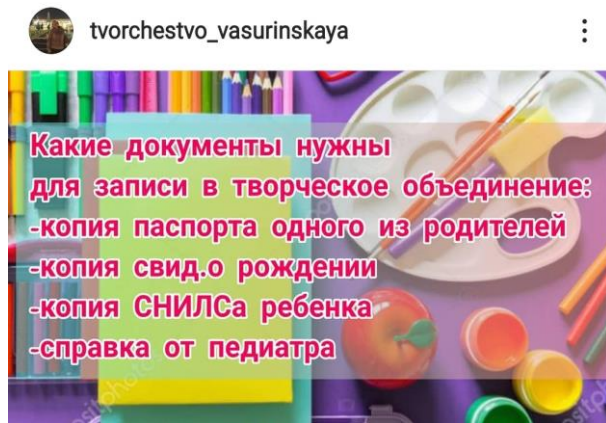 tvorchestvo_vasurinskaya
Какие документы нужны
для записи в творческое объединение:
-копия паспорта одного из родителей
-копия свид.о рождении
-копия СНИЛСа ребенка
-справка от педиатра